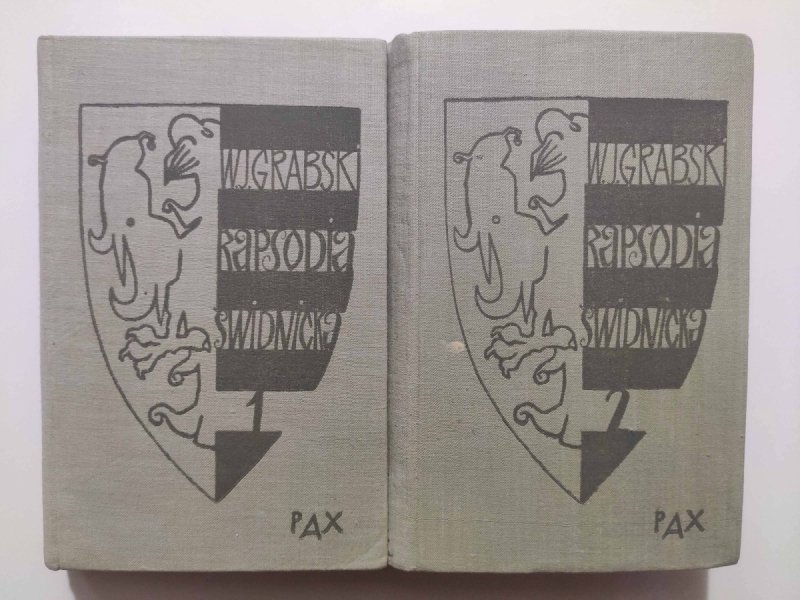 W.J.GRABSKI
RAPSODIA
ŚWIDNICKA
1
PAX
W.J.GRABSKI
RAPSODIA
ŚWIDNICKA
2
PAX